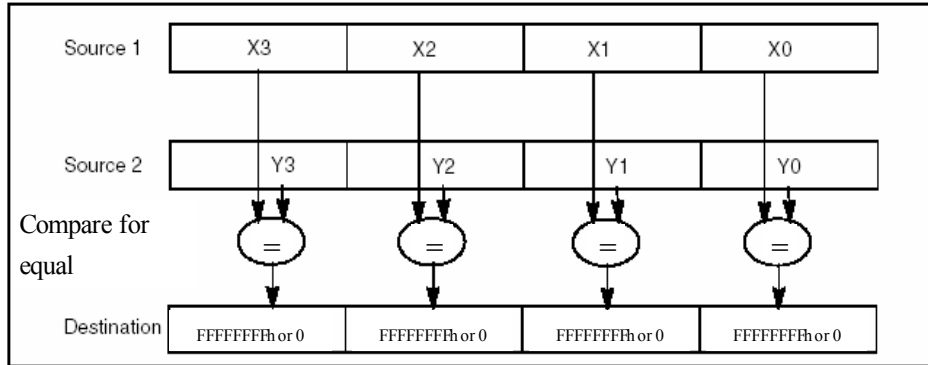 Source 1 X3 X2 X1 X0
Source 2 Y3 Y2 Y1 Y0
Compare for
equal
= = = =
Destination FFFFFFFFh or 0 FFFFFFFFh or 0 FFFFFFFFh or 0 FFFFFFFFh or 0